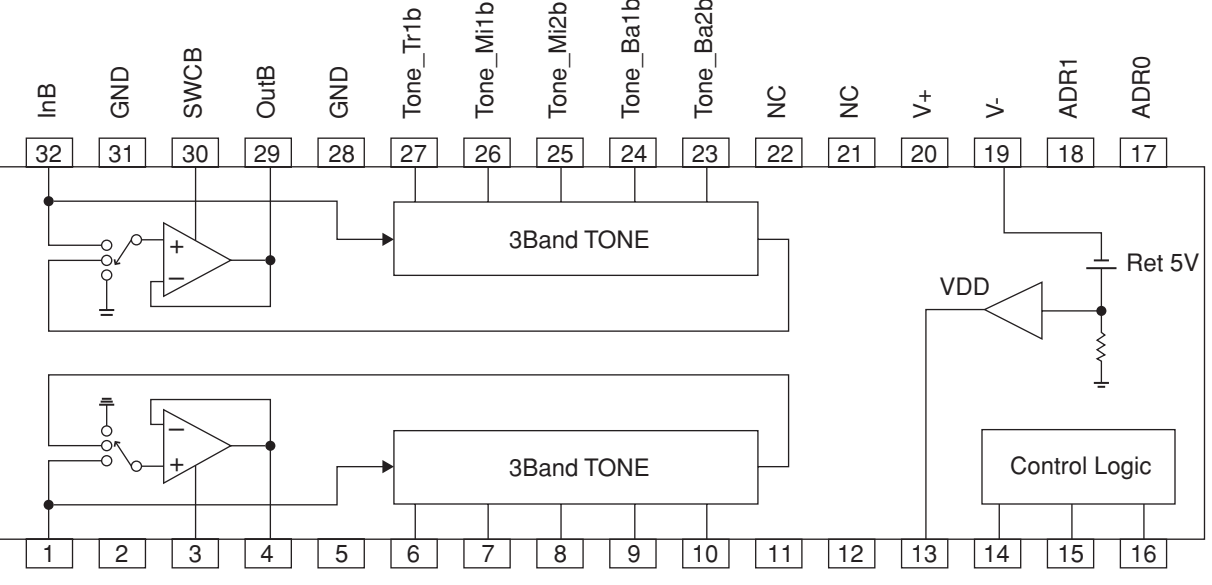 InB
GND
SWCB
OutB
GND
Tone_Tr1b
Tone_Mi1b
Tone_Mi2b
Tone_Ba1b
Tone_Ba2b
NC
NC
V+
V-
ADR1
ADR0
32 31 30 29 28 27 26 25 24 23 22 21 20 19 18 17
+
−
3Band TONE
Ret 5V
VDD
−
+
3Band TONE
Control Logic
1 2 3 4 5 6 7 8 9 10 11 12 13 14 15 16